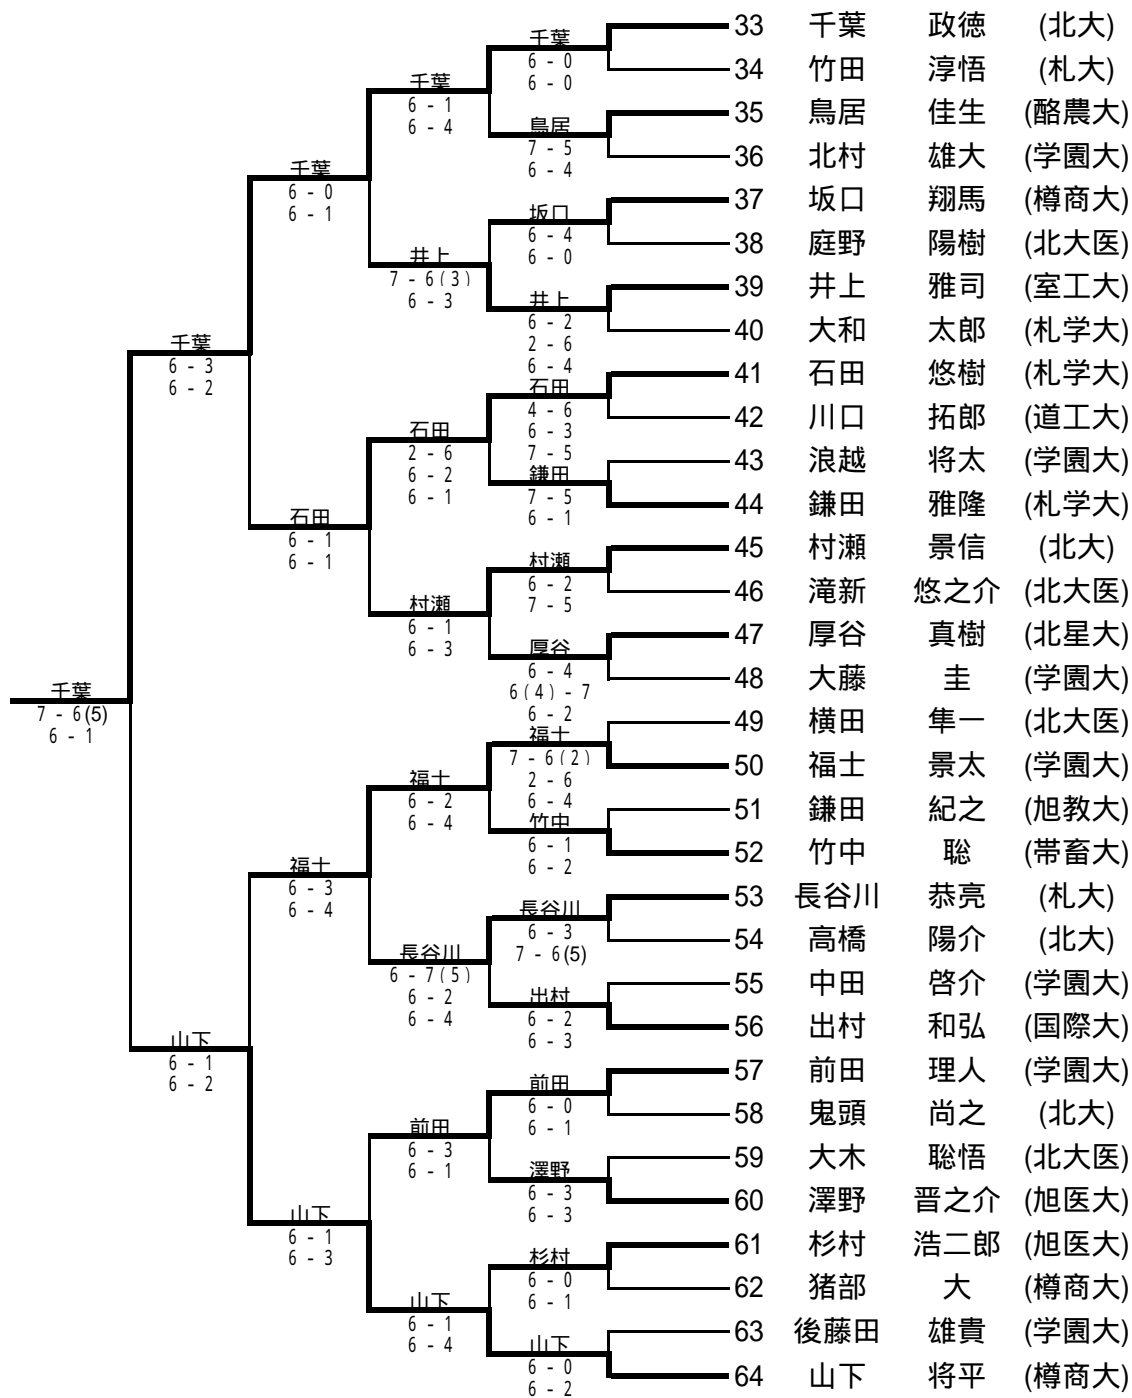 33 千葉 政徳 (北大)
34 竹田 淳悟 (札大)
35 鳥居 佳生 (酪農大)
36 北村 雄大 (学園大)
37 坂口 翔馬 (樽商大)
38 庭野 陽樹 (北大医)
39 井上 雅司 (室工大)
40 大和 太郎 (札学大)
41 石田 悠樹 (札学大)
42 川口 拓郎 (道工大)
43 浪越 将太 (学園大)
44 鎌田 雅隆 (札学大)
45 村瀬 景信 (北大)
46 滝新 悠之介 (北大医)
47 厚谷 真樹 (北星大)
48 大藤 圭 (学園大)
49 横田 隼一 (北大医)
50 福士 景太 (学園大)
51 鎌田 紀之 (旭教大)
52 竹中 聡 (帯畜大)
53 長谷川 恭亮 (札大)
54 高橋 陽介 (北大)
55 中田 啓介 (学園大)
56 出村 和弘 (国際大)
57 前田 理人 (学園大)
58 鬼頭 尚之 (北大)
59 大木 聡悟 (北大医)
60 澤野 晋之介 (旭医大)
61 杉村 浩二郎 (旭医大)
62 猪部 大 (樽商大)
63 後藤田 雄貴 (学園大)
64 山下 将平 (樽商大)
千葉
6 - 0
6 - 0
鳥居
7 - 5
6 - 4
坂口
6 - 4
6 - 0
井上
6 - 2
2 - 6
6 - 4
石田
4 - 6
6 - 3
7 - 5
鎌田
7 - 5
6 - 1
村瀬
6 - 2
7 - 5
厚谷
6 - 4
6(4) - 7
6 - 2
福士
7 - 6(2)
2 - 6
6 - 4
竹中
6 - 1
6 - 2
長谷川
6 - 3
7 - 6(5)
出村
6 - 2
6 - 3
前田
6 - 0
6 - 1
澤野
6 - 3
6 - 3
杉村
6 - 0
6 - 1
山下
6 - 0
6 - 2
千葉
6 - 1
6 - 4
井上
7 - 6(3)
6 - 3
石田
2 - 6
6 - 2
6 - 1
村瀬
6 - 1
6 - 3
福士
6 - 2
6 - 4
長谷川
6 - 7(5)
6 - 2
6 - 4
前田
6 - 3
6 - 1
山下
6 - 1
6 - 4
千葉
6 - 0
6 - 1
石田
6 - 1
6 - 1
福士
6 - 3
6 - 4
山下
6 - 1
6 - 3
千葉
6 - 3
6 - 2
山下
6 - 1
6 - 2
千葉
7 - 6(5)
6 - 1